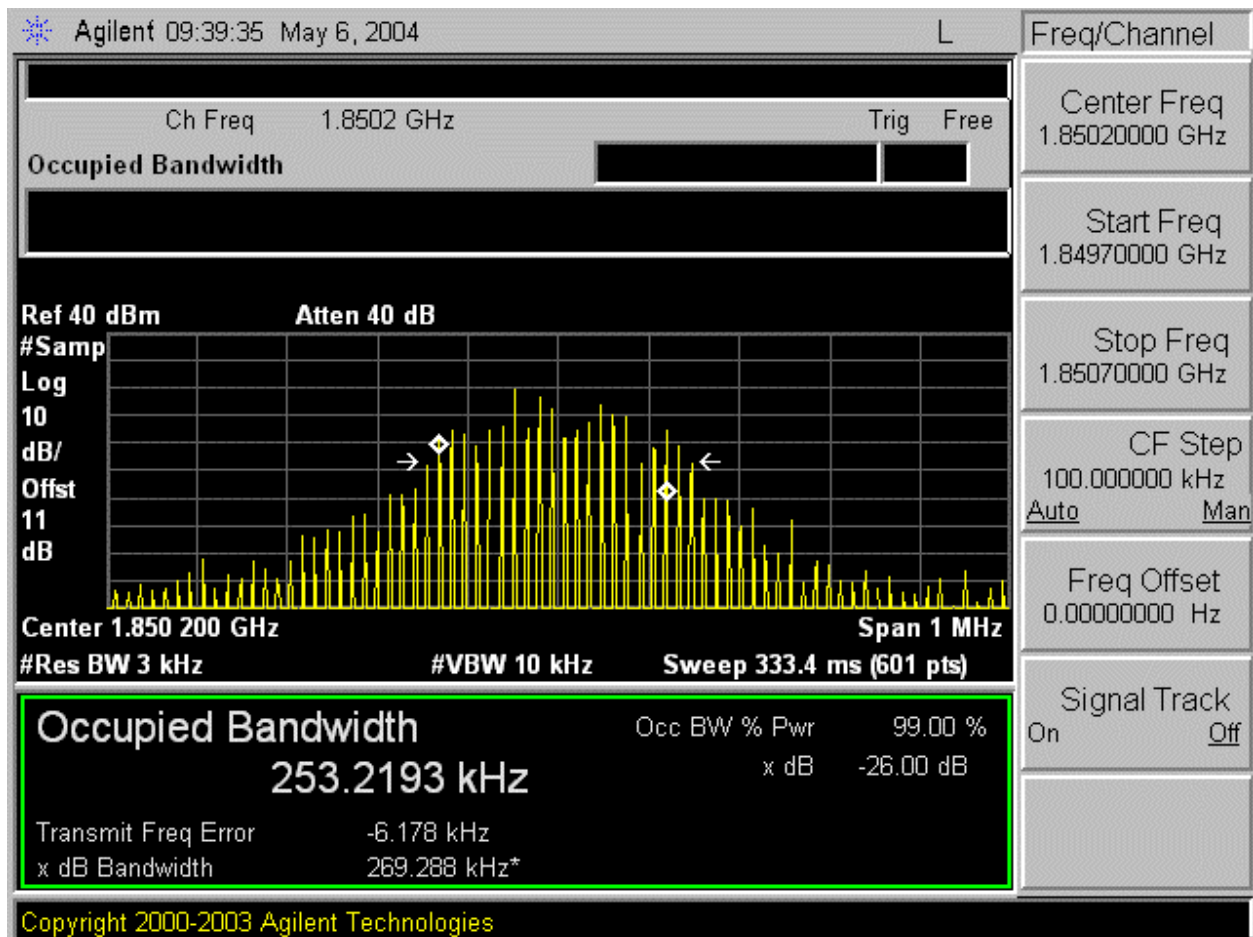 Agilent 09:39:35 May 6, 2004 L
Freq/Channel
Ch Freq 1.8502 GHz Trig Free
Occupied Bandwidth
Center Freq
1.85020000 GHz
Start Freq
1.84970000 GHz
Stop Freq
1.85070000 GHz
CF Step
100.000000 kHz
Auto Man
Freq Offset
0.00000000 Hz
Signal Track
On Off
Ref 40 dBm Atten 40 dB
#Samp
Log
10
dB/
Offst
11
dB
Center 1.850 200 GHz Span 1 MHz
#Res BW 3 kHz #VBW 10 kHz Sweep 333.4 ms (601 pts)
Occupied Bandwidth
253.2193 kHz
Occ BW % Pwr 99.00 %
x dB -26.00 dB
Transmit Freq Error -6.178 kHz
x dB Bandwidth 269.288 kHz*
Copyright 2000-2003 Agilent Technologies